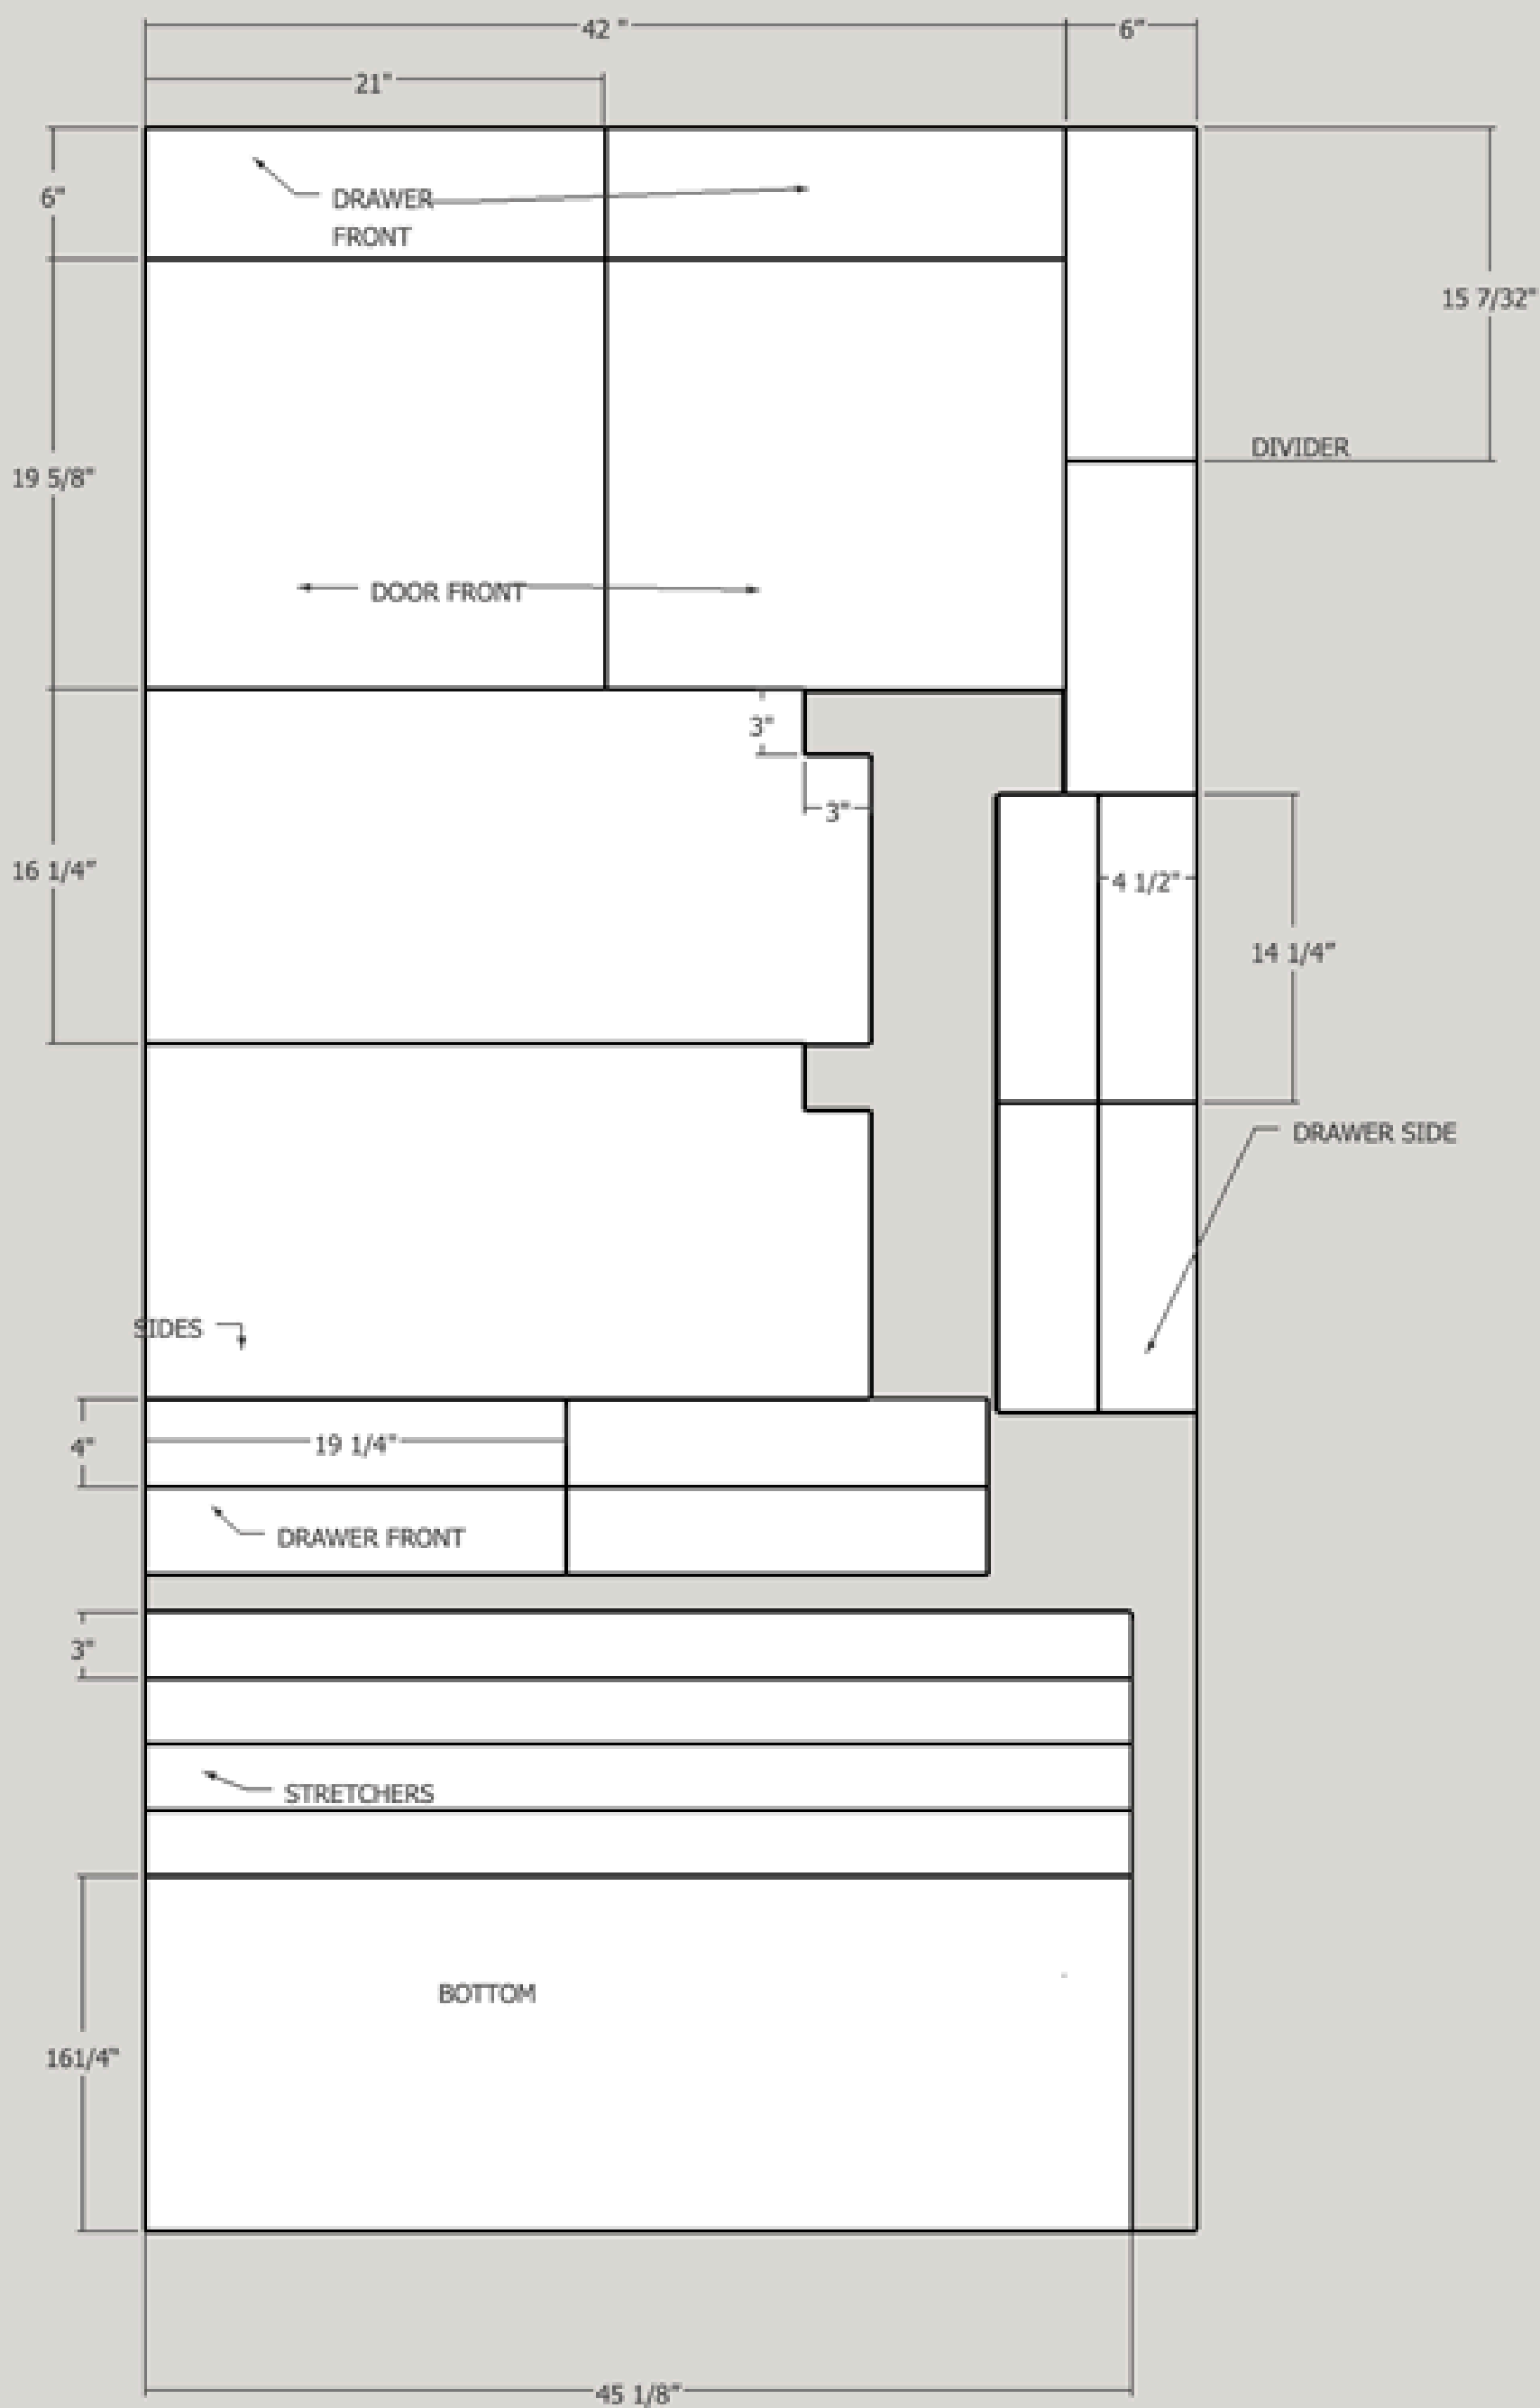 42 "
6"
21"
6"
DRAWER
FRONT
15 7/32"
DIVIDER
19 5/8"
DOOR FRONT
3"
3"
16 1/4"
4 1/2"
14 1/4"
DRAWER SIDE
SIDES
4"
19 1/4"
DRAWER FRONT
3"
STRETCHERS
BOTTOM
161/4"
45 1/8"